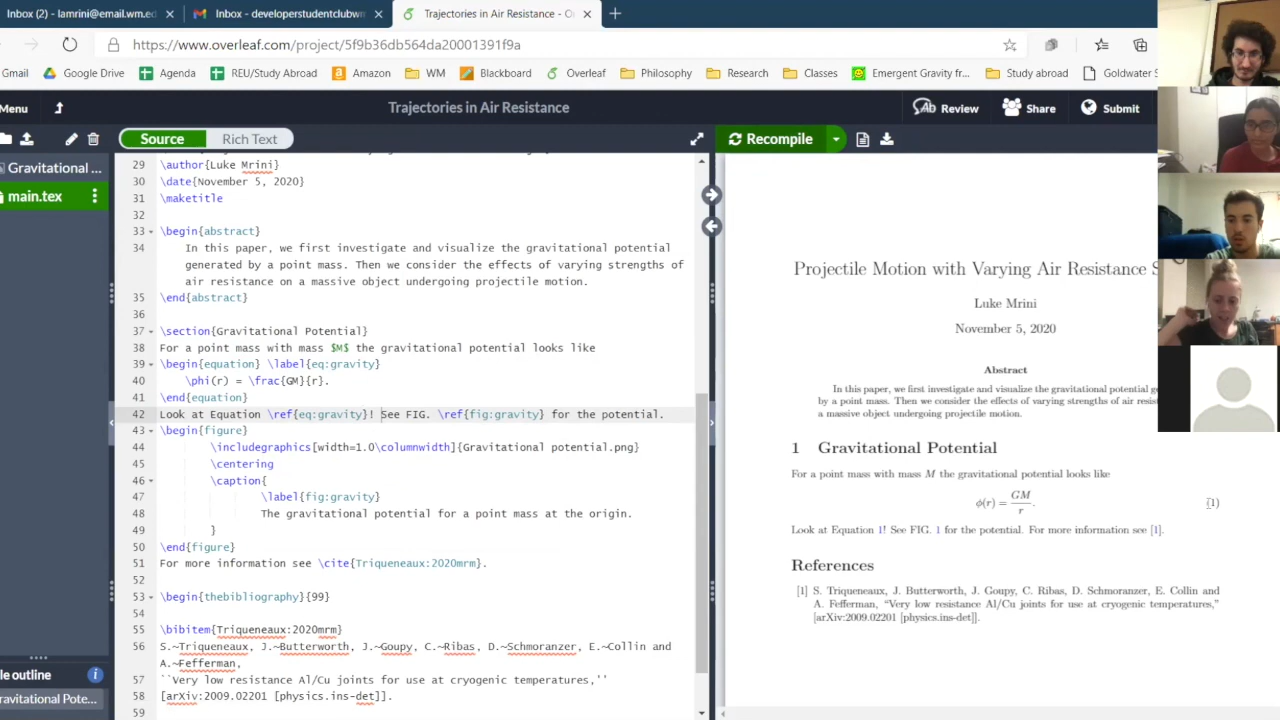 Inbox (2) - lamrini@email.wm.ed
Inbox - developerstudentclubwr
Trajectories in Air Resistance - O
https://www.overleaf.com/project/5f9b36db564da20001391f9a
Gmail
Google Drive
Agenda
REU/Study Abroad
Amazon
WM
Blackboard
Overleaf
Philosophy
Research
Classes
Emergent Gravity fr...
Study abroad
Goldwater S
Menu
Trajectories in Air Resistance
Review
Share
Submit
Source
Rich Text
Recompile
Gravitational ...
main.tex
le outline
ravitational Pote...
29 \author{Luke Mrini}
30 \date{November 5, 2020}
31 \maketitle
32
33 \begin{abstract}
34 In this paper, we first investigate and visualize the gravitational potential
generated by a point mass. Then we consider the effects of varying strengths of
air resistance on a massive object undergoing projectile motion.
35 \end{abstract}
36
37 \section{Gravitational Potential}
38 For a point mass with mass $M$ the gravitational potential looks like
39 \begin{equation} \label{eq:gravity}
40 \phi(r) = \frac{GM}{r}.
41 \end{equation}
42 Look at Equation \ref{eq:gravity}! See FIG. \ref{fig:gravity} for the potential.
43 \begin{figure}
44 \includegraphics[width=1.0\columnwidth]{Gravitational potential.png}
45 \centering
46 \caption{
47 \label{fig:gravity}
48 The gravitational potential for a point mass at the origin.
49 }
50 \end{figure}
51 For more information see \cite{Triqueneaux:2020mrm}.
52
53 \begin{thebibliography}{99}
54
55 \bibitem{Triqueneaux:2020mrm}
56 S.~Triqueneaux, J.~Butterworth, J.~Goupy, C.~Ribas, D.~Schmoranzer, E.~Collin and
A.~Fefferman,
57 ``Very low resistance Al/Cu joints for use at cryogenic temperatures,''
58 [arXiv:2009.02201 [physics.ins-det]].
59
Projectile Motion with Varying Air Resistance S
Luke Mrini
November 5, 2020
Abstract
In this paper, we first investigate and visualize the gravitational potential ge
by a point mass. Then we consider the effects of varying strengths of air resis
a massive object undergoing projectile motion.
1 Gravitational Potential
For a point mass with mass M the gravitational potential looks like
ϕ(r) = GM/r. (1)
Look at Equation 1! See FIG. 1 for the potential. For more information see [1].
References
[1] S. Triqueneaux, J. Butterworth, J. Goupy, C. Ribas, D. Schmoranzer, E. Collin and
A. Fefferman, “Very low resistance Al/Cu joints for use at cryogenic temperatures,”
[arXiv:2009.02201 [physics.ins-det]].